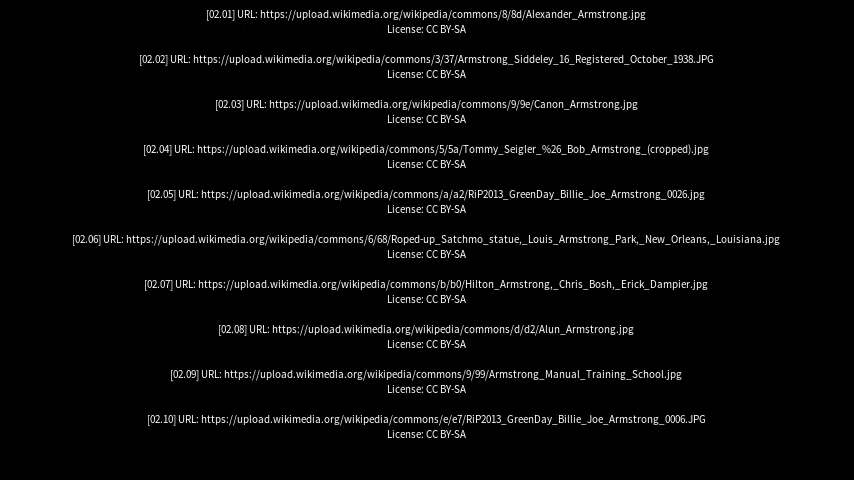 [02.01] URL: https://upload.wikimedia.org/wikipedia/commons/8/8d/Alexander_Armstrong.jpg
License: CC BY-SA
[02.02] URL: https://upload.wikimedia.org/wikipedia/commons/3/37/Armstrong_Siddeley_16_Registered_October_1938.JPG
License: CC BY-SA
[02.03] URL: https://upload.wikimedia.org/wikipedia/commons/9/9e/Canon_Armstrong.jpg
License: CC BY-SA
[02.04] URL: https://upload.wikimedia.org/wikipedia/commons/5/5a/Tommy_Seigler_%26_Bob_Armstrong_(cropped).jpg
License: CC BY-SA
[02.05] URL: https://upload.wikimedia.org/wikipedia/commons/a/a2/RiP2013_GreenDay_Billie_Joe_Armstrong_0026.jpg
License: CC BY-SA
[02.06] URL: https://upload.wikimedia.org/wikipedia/commons/6/68/Roped-up_Satchmo_statue,_Louis_Armstrong_Park,_New_Orleans,_Louisiana.jpg
License: CC BY-SA
[02.07] URL: https://upload.wikimedia.org/wikipedia/commons/b/b0/Hilton_Armstrong,_Chris_Bosh,_Erick_Dampier.jpg
License: CC BY-SA
[02.08] URL: https://upload.wikimedia.org/wikipedia/commons/d/d2/Alun_Armstrong.jpg
License: CC BY-SA
[02.09] URL: https://upload.wikimedia.org/wikipedia/commons/9/99/Armstrong_Manual_Training_School.jpg
License: CC BY-SA
[02.10] URL: https://upload.wikimedia.org/wikipedia/commons/e/e7/RiP2013_GreenDay_Billie_Joe_Armstrong_0006.JPG
License: CC BY-SA